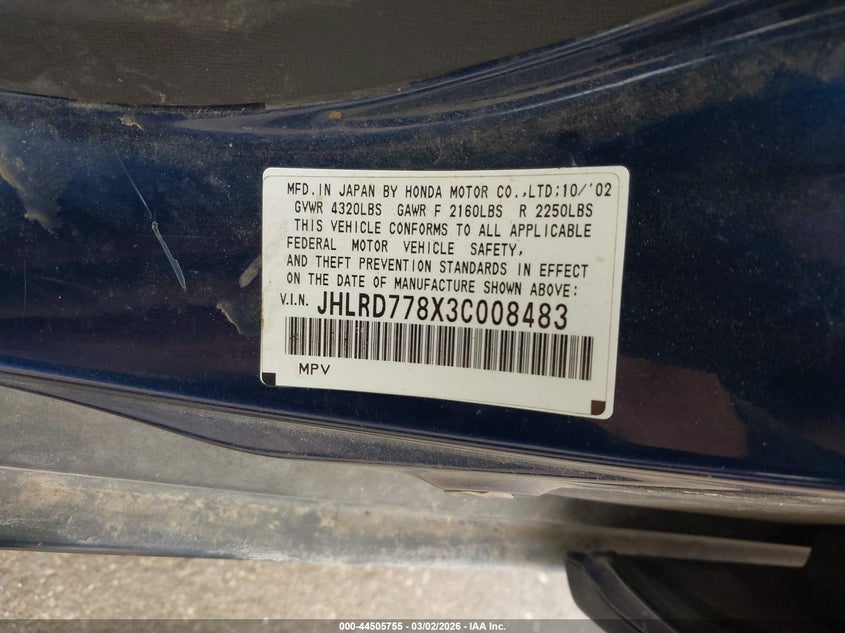 MFD.IN JAPAN BY HONDA MOTOR CO.,LTD;10/'02
GVWR 4320LBS GAWR F 2160LBS R 2250LBS
THIS VEHICLE CONFORMS TO ALL APPLICABLE
FEDERAL MOTOR VEHICLE SAFETY,
AND THEFT PREVENTION STANDARDS IN EFFECT
ON THE DATE OF MANUFACTURE SHOWN ABOVE:
V.I.N. JHLRD778X3C008483
MPV
000-44505755 - 03/02/2026 - IAA Inc.